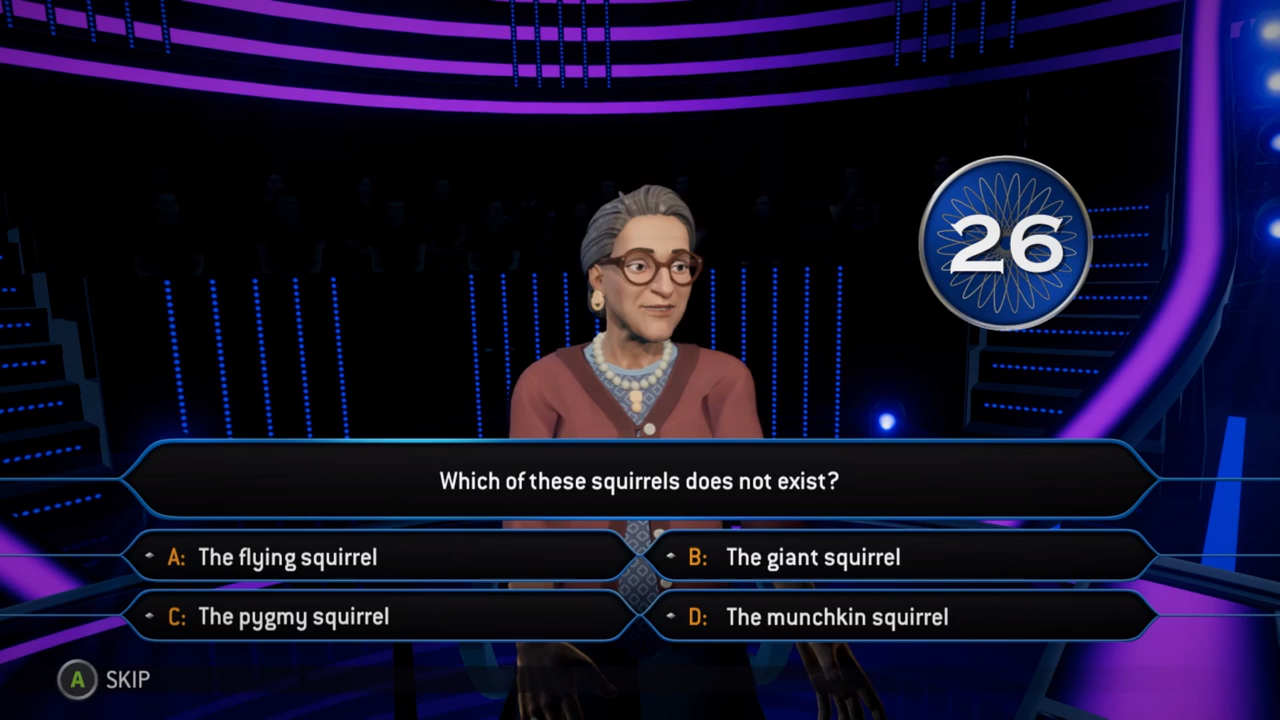 26
Which of these squirrels does not exist?
A: The flying squirrel
B: The giant squirrel
C: The pygmy squirrel
D: The munchkin squirrel
A SKIP